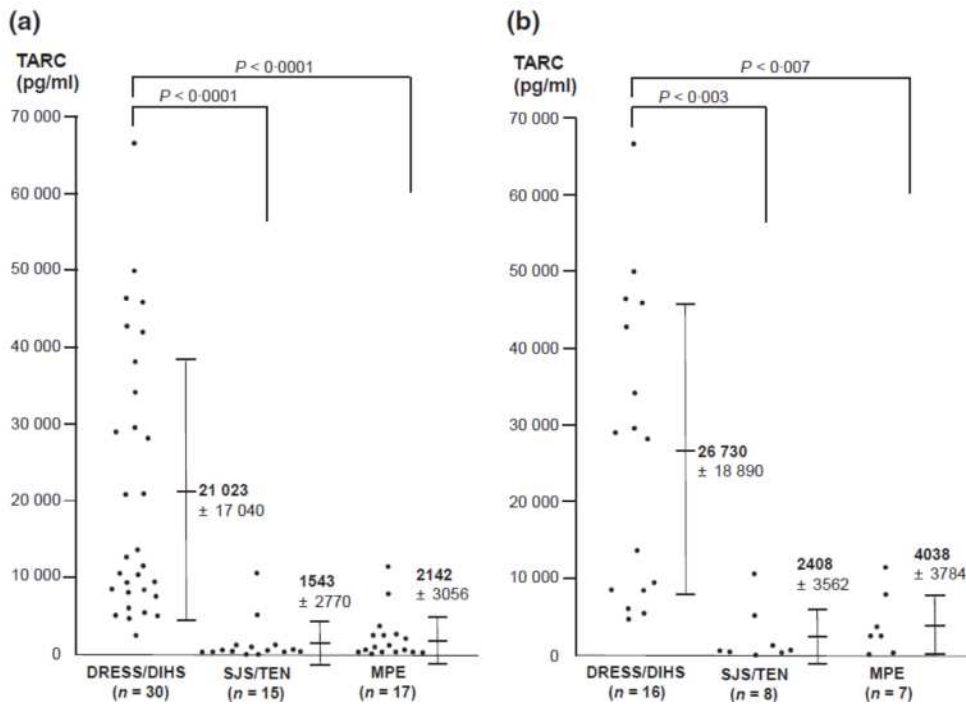 (a)
TARC
(pg/ml)
P < 0·0001
P < 0·0001
70 000
60 000
50 000
40 000
30 000
20 000
10 000
0
21 023
± 17 040
1543
± 2770
2142
± 3056
DRESS/DIHS
(n = 30)
SJS/TEN
(n = 15)
MPE
(n = 17)
(b)
TARC
(pg/ml)
P < 0·007
P < 0·003
70 000
60 000
50 000
40 000
30 000
20 000
10 000
0
26 730
± 18 890
2408
± 3562
4038
± 3784
DRESS/DIHS
(n = 16)
SJS/TEN
(n = 8)
MPE
(n = 7)